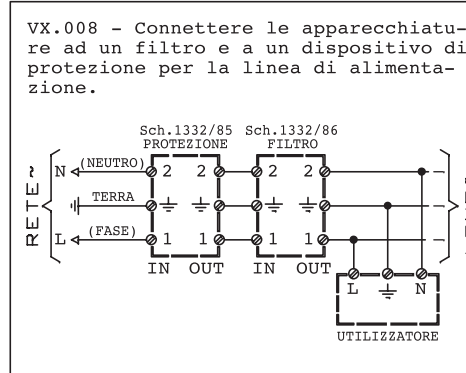 VX.008 - Connettere le apparecchiatu-
re ad un filtro e a un dispositivo di
protezione per la linea di alimenta-
zione.
Sch.1332/85 Sch.1332/86
PROTEZIONE FILTRO
RETE~
N (NEUTRO) 2 2 2 2
TERRA
L (FASE) 1 1 1 1
IN OUT IN OUT
L N
UTILIZZATORE